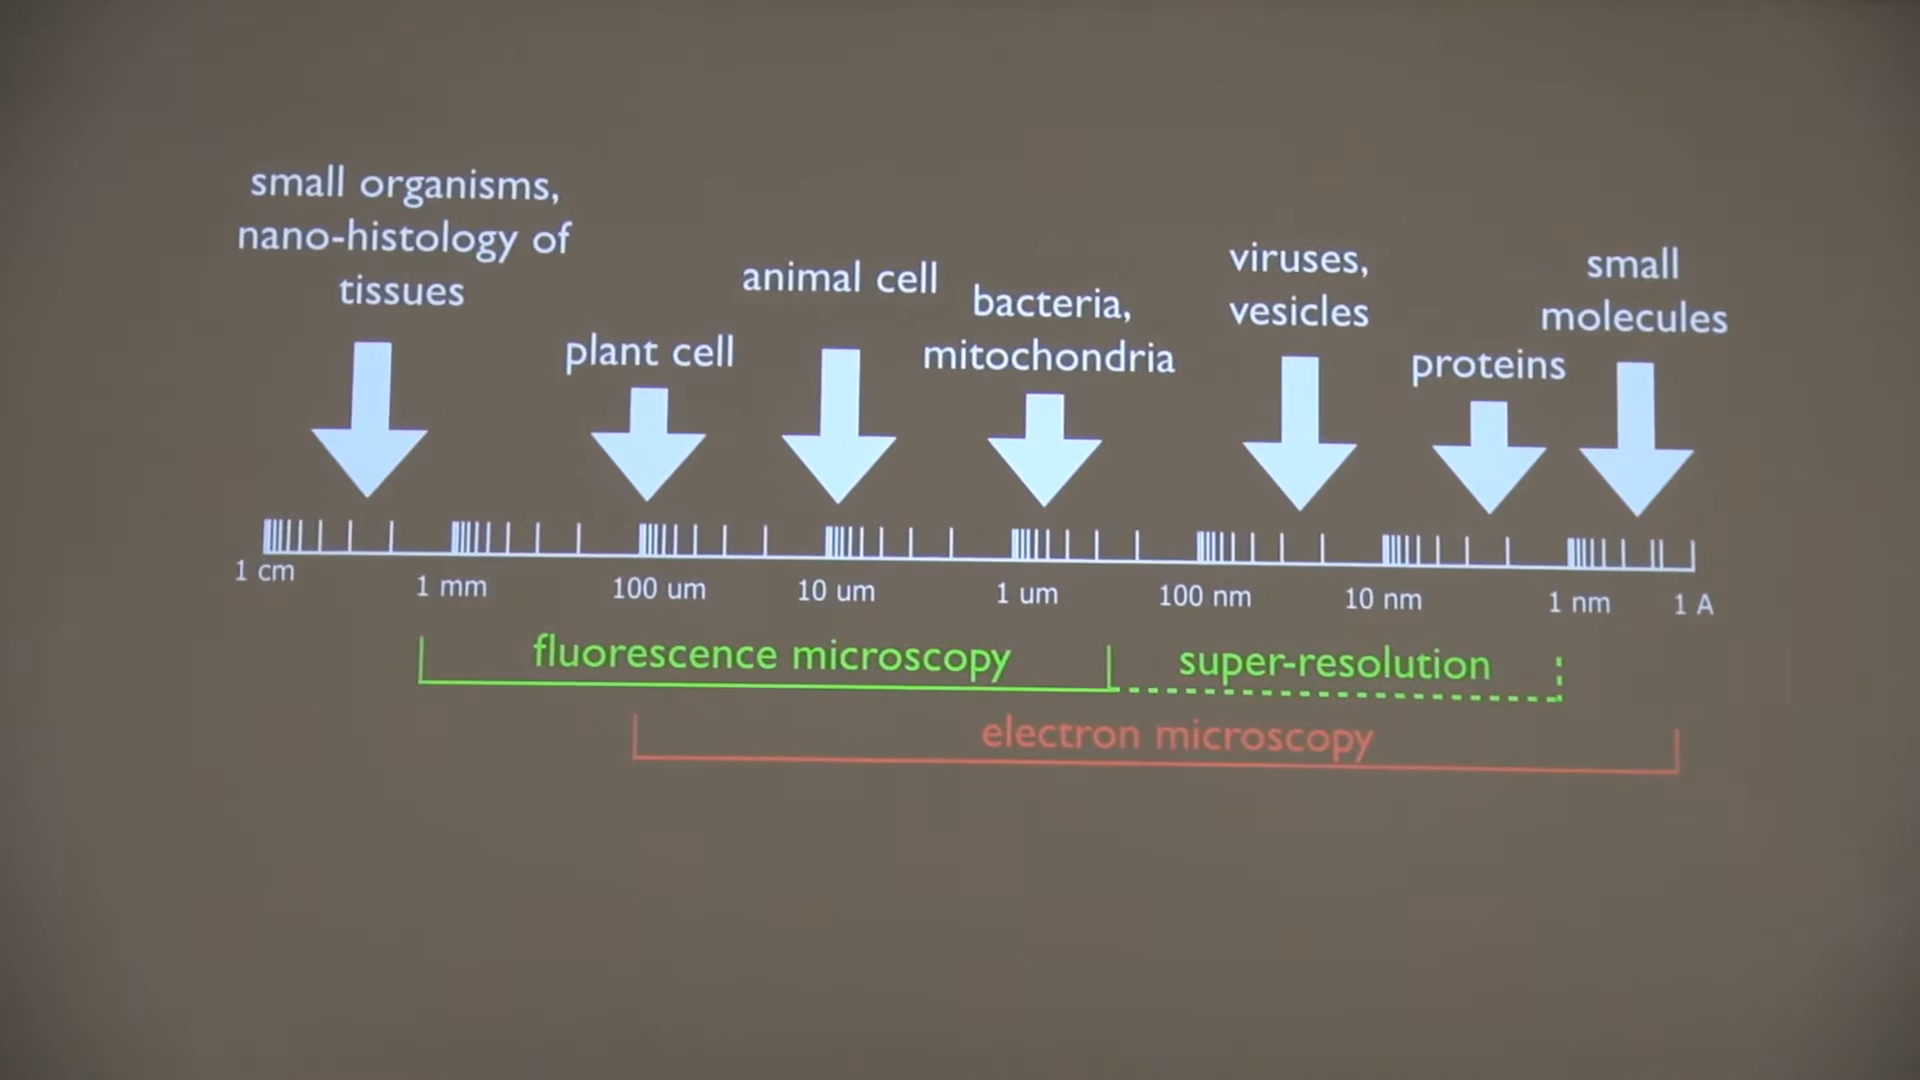 small organisms,
nano-histology of
tissues
plant cell
animal cell
bacteria,
mitochondria
viruses,
vesicles
proteins
small
molecules
1 cm
1 mm
100 um
10 um
1 um
100 nm
10 nm
1 nm
1 A
fluorescence microscopy
super-resolution
electron microscopy